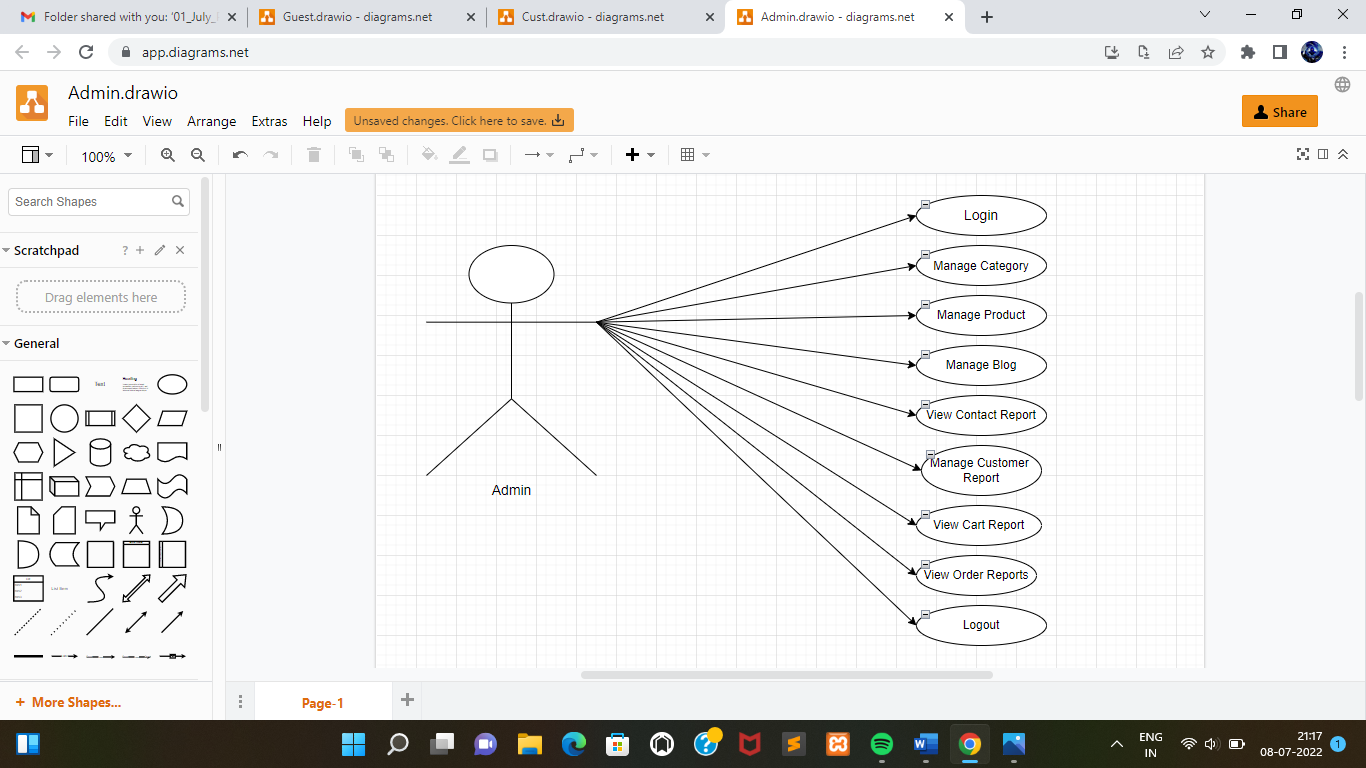 Folder shared with you: '01_July_
Guest.drawio - diagrams.net
Cust.drawio - diagrams.net
Admin.drawio - diagrams.net
app.diagrams.net
Admin.drawio
File Edit View Arrange Extras Help
Unsaved changes. Click here to save.
Share
100%
Search Shapes
Scratchpad
?
Drag elements here
General
Text
Heading
Login
Manage Category
Manage Product
Manage Blog
View Contact Report
Manage Customer
Report
View Cart Report
View Order Reports
Logout
Admin
+ More Shapes...
Page-1
ENG
IN
21:17
08-07-2022
1